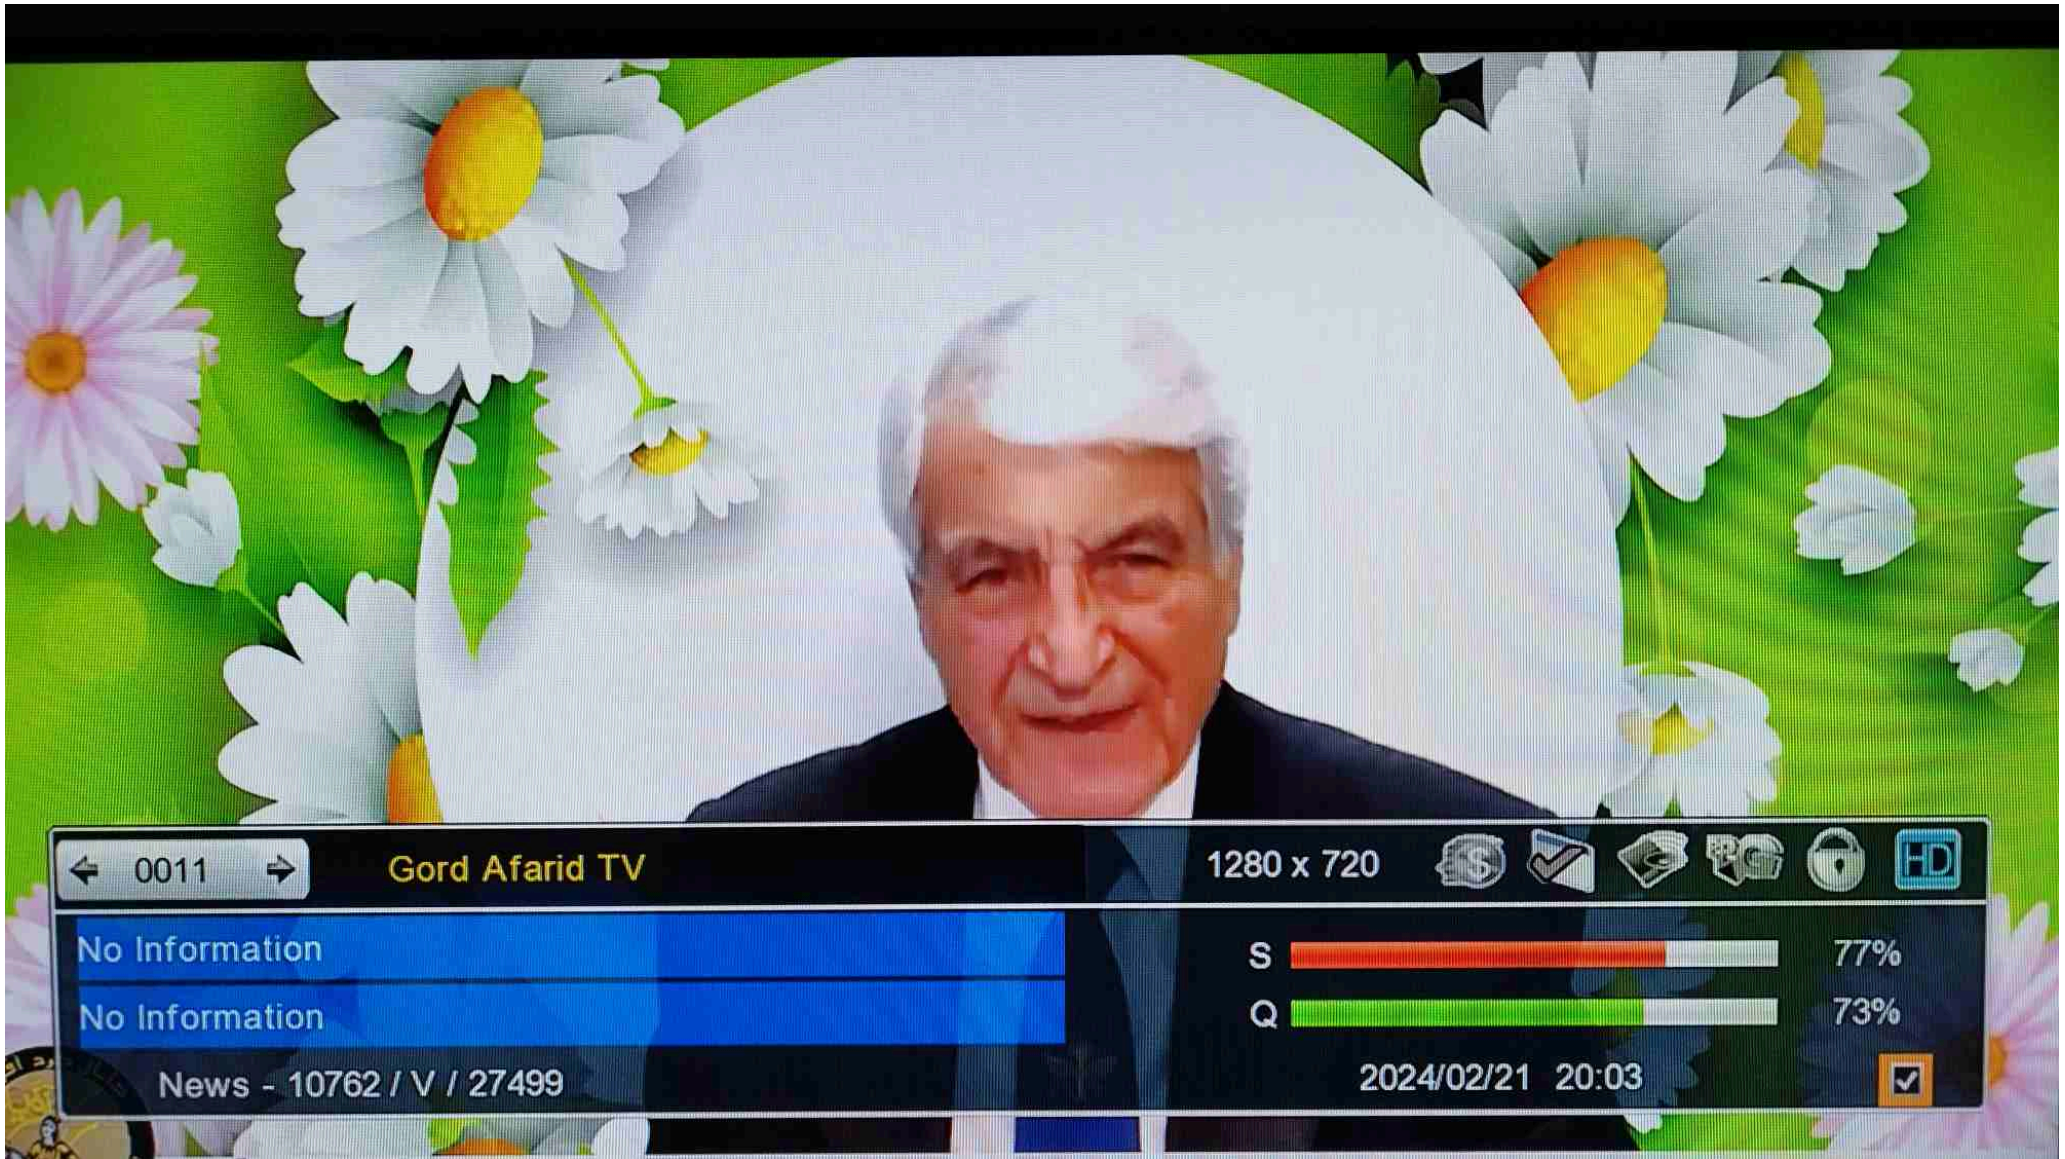 0011
Gord Afarid TV
1280 x 720
HD
No Information
No Information
S 77%
Q 73%
News - 10762 / V / 27499
2024/02/21 20:03